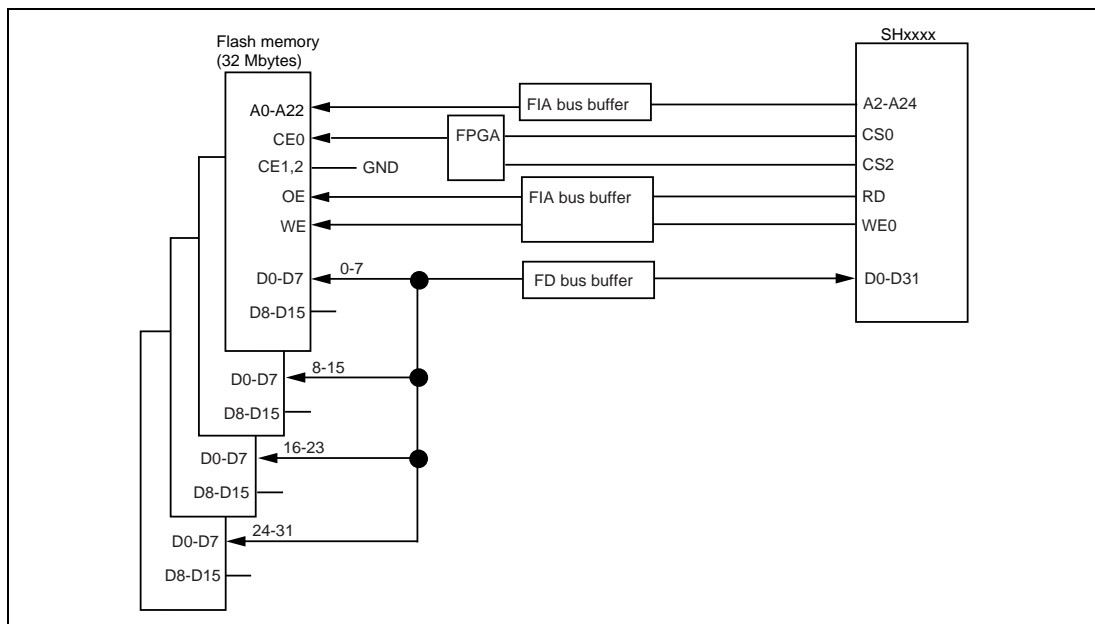 SHxxxx
Flash memory
(32 Mbytes)
A0-A22
FIA bus buffer
A2-A24
CE0
FPGA
CS0
CE1,2
GND
CS2
OE
FIA bus buffer
RD
WE
WE0
D0-D7
0-7
FD bus buffer
D0-D31
D8-D15
D0-D7
8-15
D8-D15
D0-D7
16-23
D8-D15
D0-D7
24-31
D8-D15